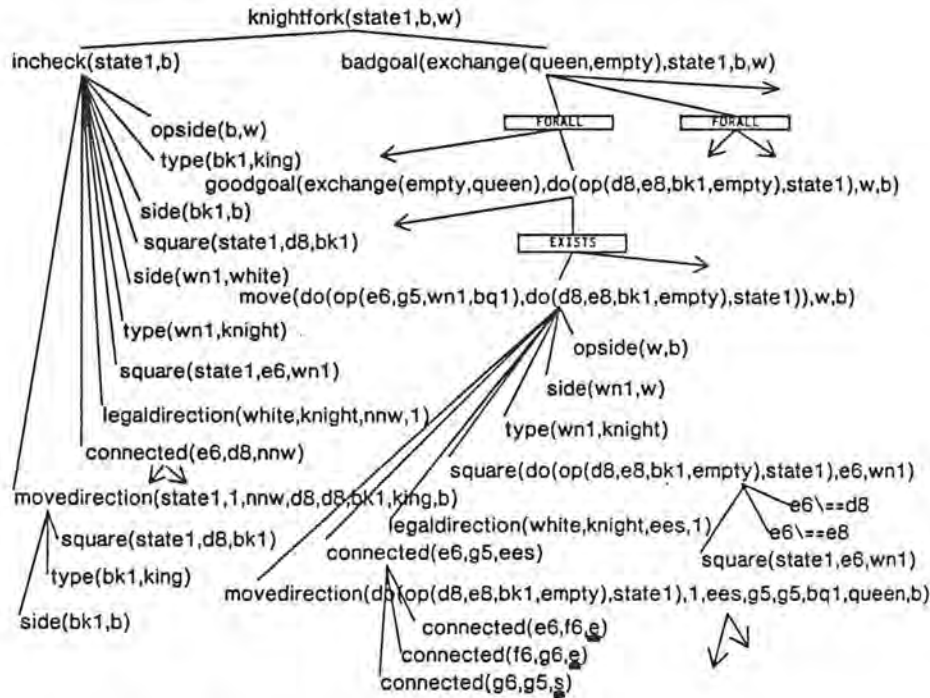 knightfork(state1,b,w)
incheck(state1,b)
badgoal(exchange(queen,empty),state1,b,w)
opside(b,w)
FORALL
FORALL
type(bk1,king)
goodgoal(exchange(empty,queen),do(op(d8,e8,bk1,empty),state1),w,b)
side(bk1,b)
square(state1,d8,bk1)
EXISTS
side(wn1,white)
move(do(op(e6,g5,wn1,bq1),do(d8,e8,bk1,empty),state1)),w,b)
type(wn1,knight)
opside(w,b)
square(state1,e6,wn1)
side(wn1,w)
legaldirection(white,knight,nnw,1)
type(wn1,knight)
connected(e6,d8,nnw)
square(do(op(d8,e8,bk1,empty),state1),e6,wn1)
movedirection(state1,1,nnw,d8,d8,bk1,king,b)
e6\==d8
legaldirection(white,knight,ees,1)
e6\==e8
square(state1,d8,bk1)
connected(e6,g5,ees)
square(state1,e6,wn1)
type(bk1,king)
movedirection(do(op(d8,e8,bk1,empty),state1),1,ees,g5,g5,bq1,queen,b)
side(bk1,b)
connected(e6,f6,e)
connected(f6,g6,e)
connected(g6,g5,s)